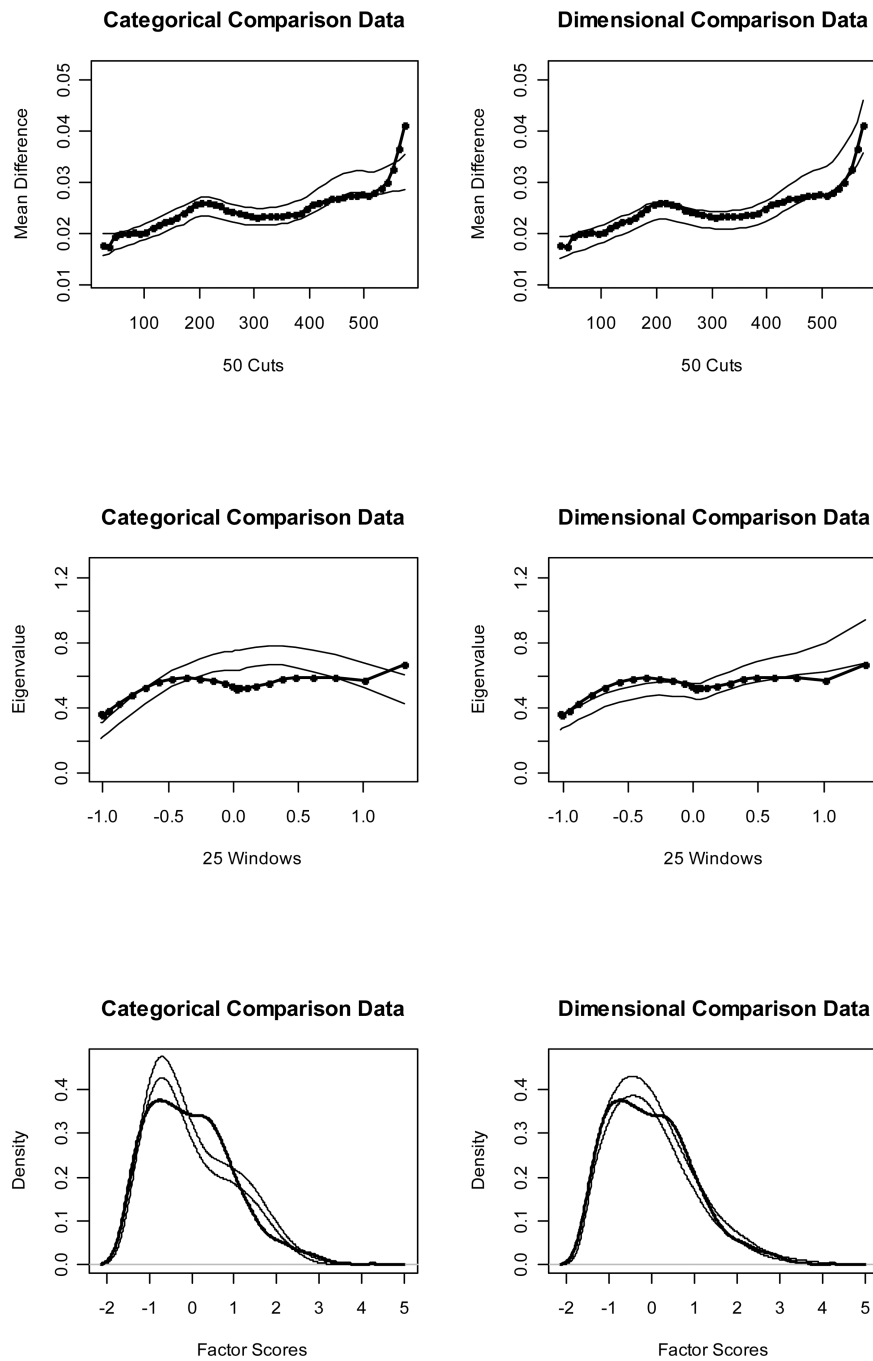 Categorical Comparison Data
Dimensional Comparison Data
Mean Difference
0.01 0.02 0.03 0.04 0.05
100 200 300 400 500
50 Cuts
Mean Difference
0.01 0.02 0.03 0.04 0.05
100 200 300 400 500
50 Cuts
Categorical Comparison Data
Dimensional Comparison Data
Eigenvalue
0.0 0.4 0.8 1.2
-1.0 -0.5 0.0 0.5 1.0
25 Windows
Eigenvalue
0.0 0.4 0.8 1.2
-1.0 -0.5 0.0 0.5 1.0
25 Windows
Categorical Comparison Data
Dimensional Comparison Data
Density
0.0 0.1 0.2 0.3 0.4
-2 -1 0 1 2 3 4 5
Factor Scores
Density
0.0 0.1 0.2 0.3 0.4
-2 -1 0 1 2 3 4 5
Factor Scores